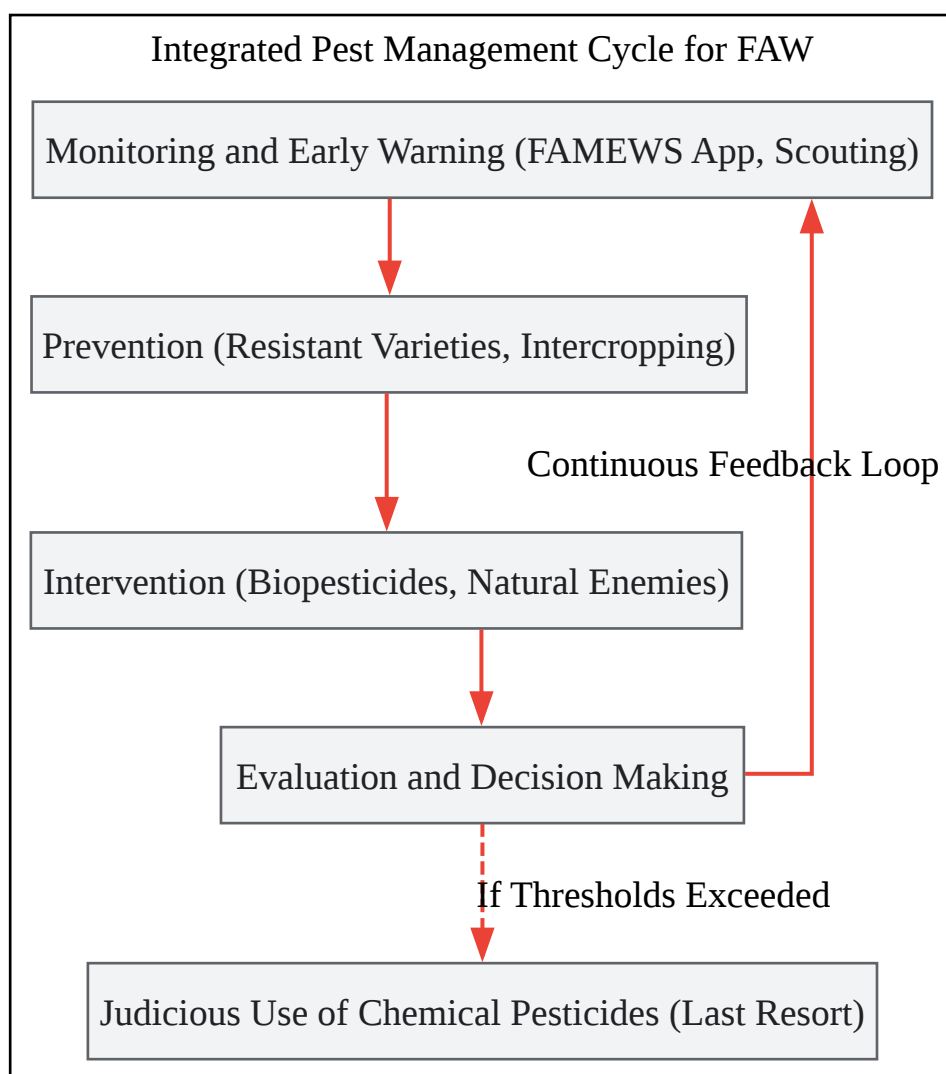 Integrated Pest Management Cycle for FAW
Monitoring and Early Warning (FAMEWS App, Scouting)
Prevention (Resistant Varieties, Intercropping)
Continuous Feedback Loop
Intervention (Biopesticides, Natural Enemies)
Evaluation and Decision Making
If Thresholds Exceeded
Judicious Use of Chemical Pesticides (Last Resort)